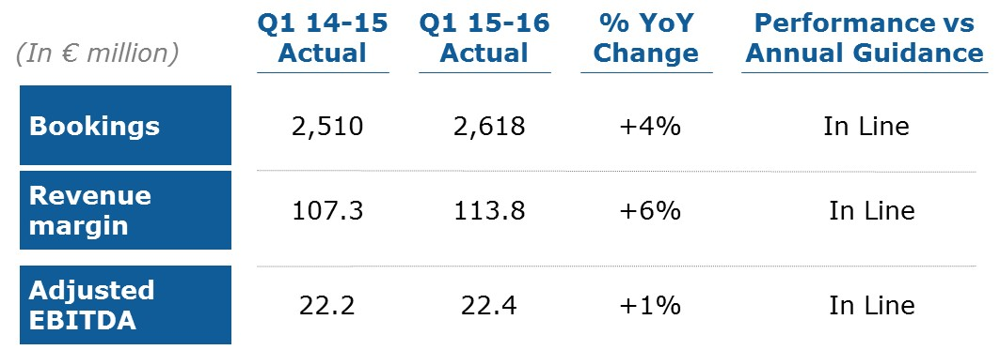 (In € million) Q1 14-15 Actual Q1 15-16 Actual % YoY Change Performance vs Annual Guidance
Bookings 2,510 2,618 +4% In Line
Revenue margin 107.3 113.8 +6% In Line
Adjusted EBITDA 22.2 22.4 +1% In Line